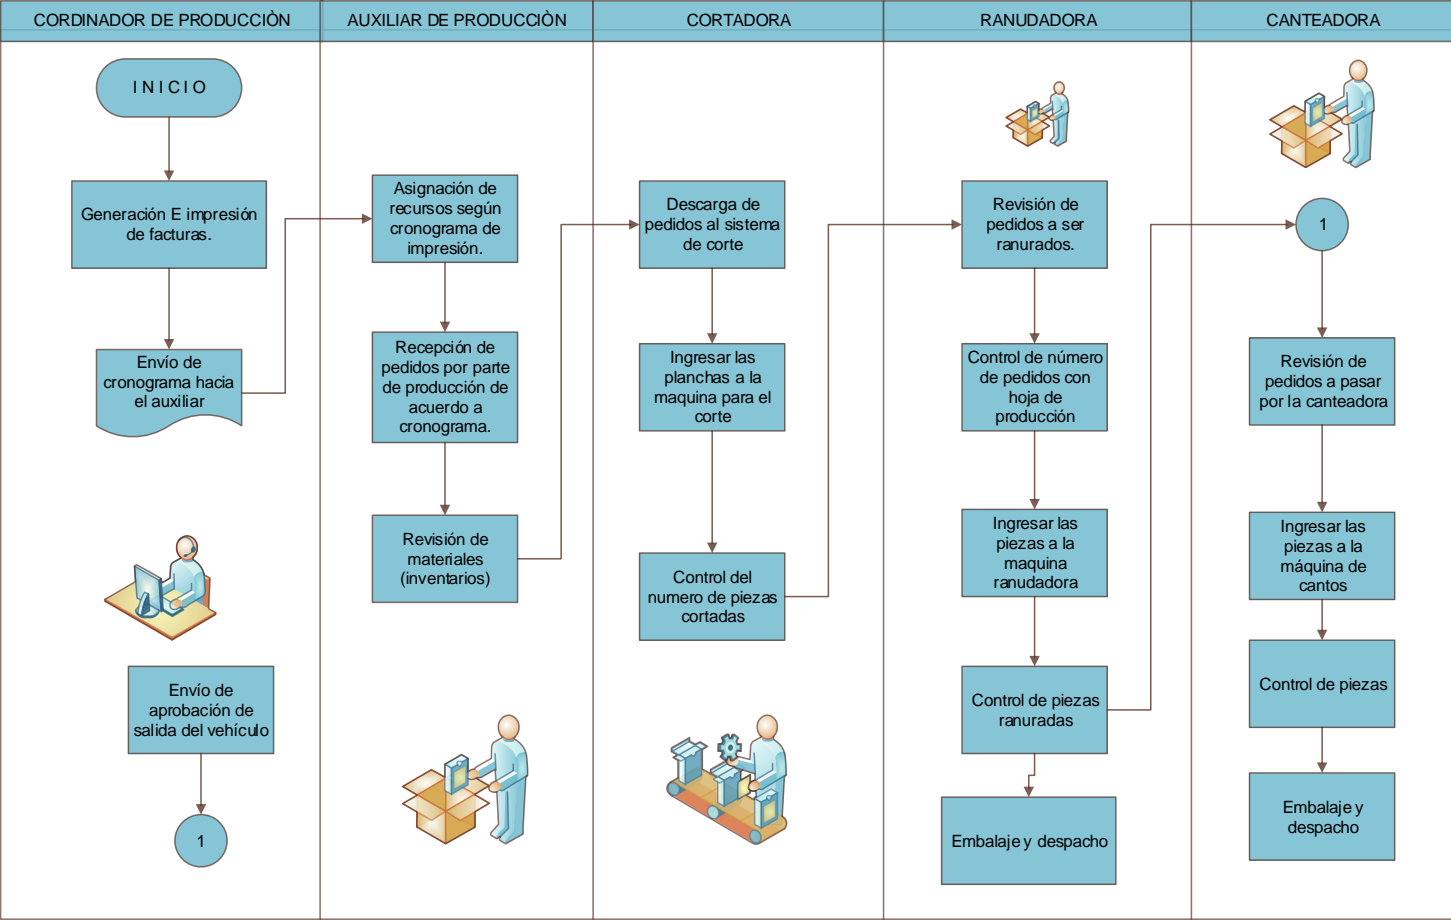 CORDINADOR DE PRODUCCIÒN
AUXILIAR DE PRODUCCIÒN
CORTADORA
RANUDADORA
CANTEADORA
INICIO
Generación E impresión
de facturas.
Envío de
cronograma hacia
el auxiliar
Envío de
aprobación de
salida del vehículo
1
Asignación de
recursos según
cronograma de
impresión.
Recepción de
pedidos por parte
de producción de
acuerdo a
cronograma.
Revisión de
materiales
(inventarios)
Descarga de
pedidos al sistema
de corte
Ingresar las
planchas a la
maquina para el
corte
Control del
numero de piezas
cortadas
Revisión de
pedidos a ser
ranurados.
Control de número
de pedidos con
hoja de
producción
Ingresar las
piezas a la
maquina
ranudadora
Control de piezas
ranuradas
Embalaje y despacho
1
Revisión de
pedidos a pasar
por la canteadora
Ingresar las
piezas a la
máquina de
cantos
Control de piezas
Embalaje y
despacho